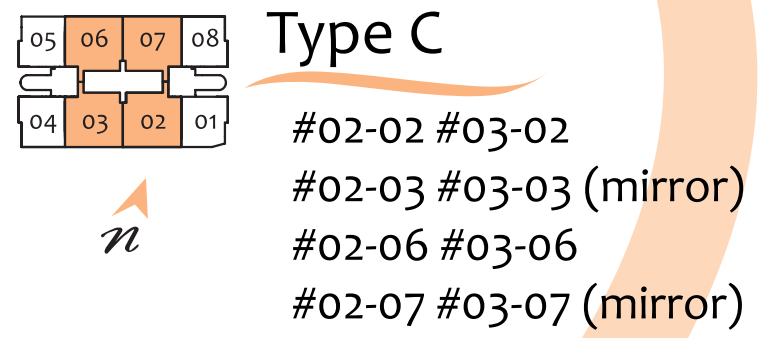 05 06 07 08
04 03 02 01
n
Type C
#02-02 #03-02
#02-03 #03-03 (mirror)
#02-06 #03-06
#02-07 #03-07 (mirror)